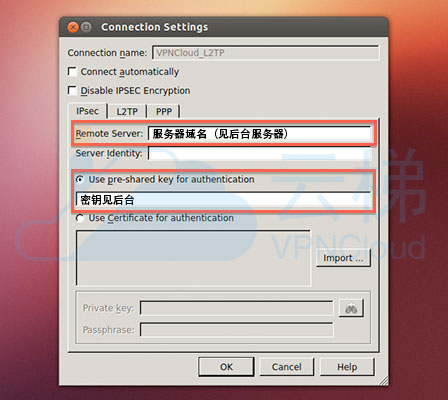 Connection Settings
Connection name: VPNCloud_L2TP
Connect automatically
Disable IPSEC Encryption
IPsec L2TP PPP
Remote Server: 服务器域名（见后台服务器）
Server Identity:
Use pre-shared key for authentication
密钥见后台
Use Certificate for authentication
云梯
VPNCloud
Import ...
Private key:
Passphrase:
OK Cancel Help